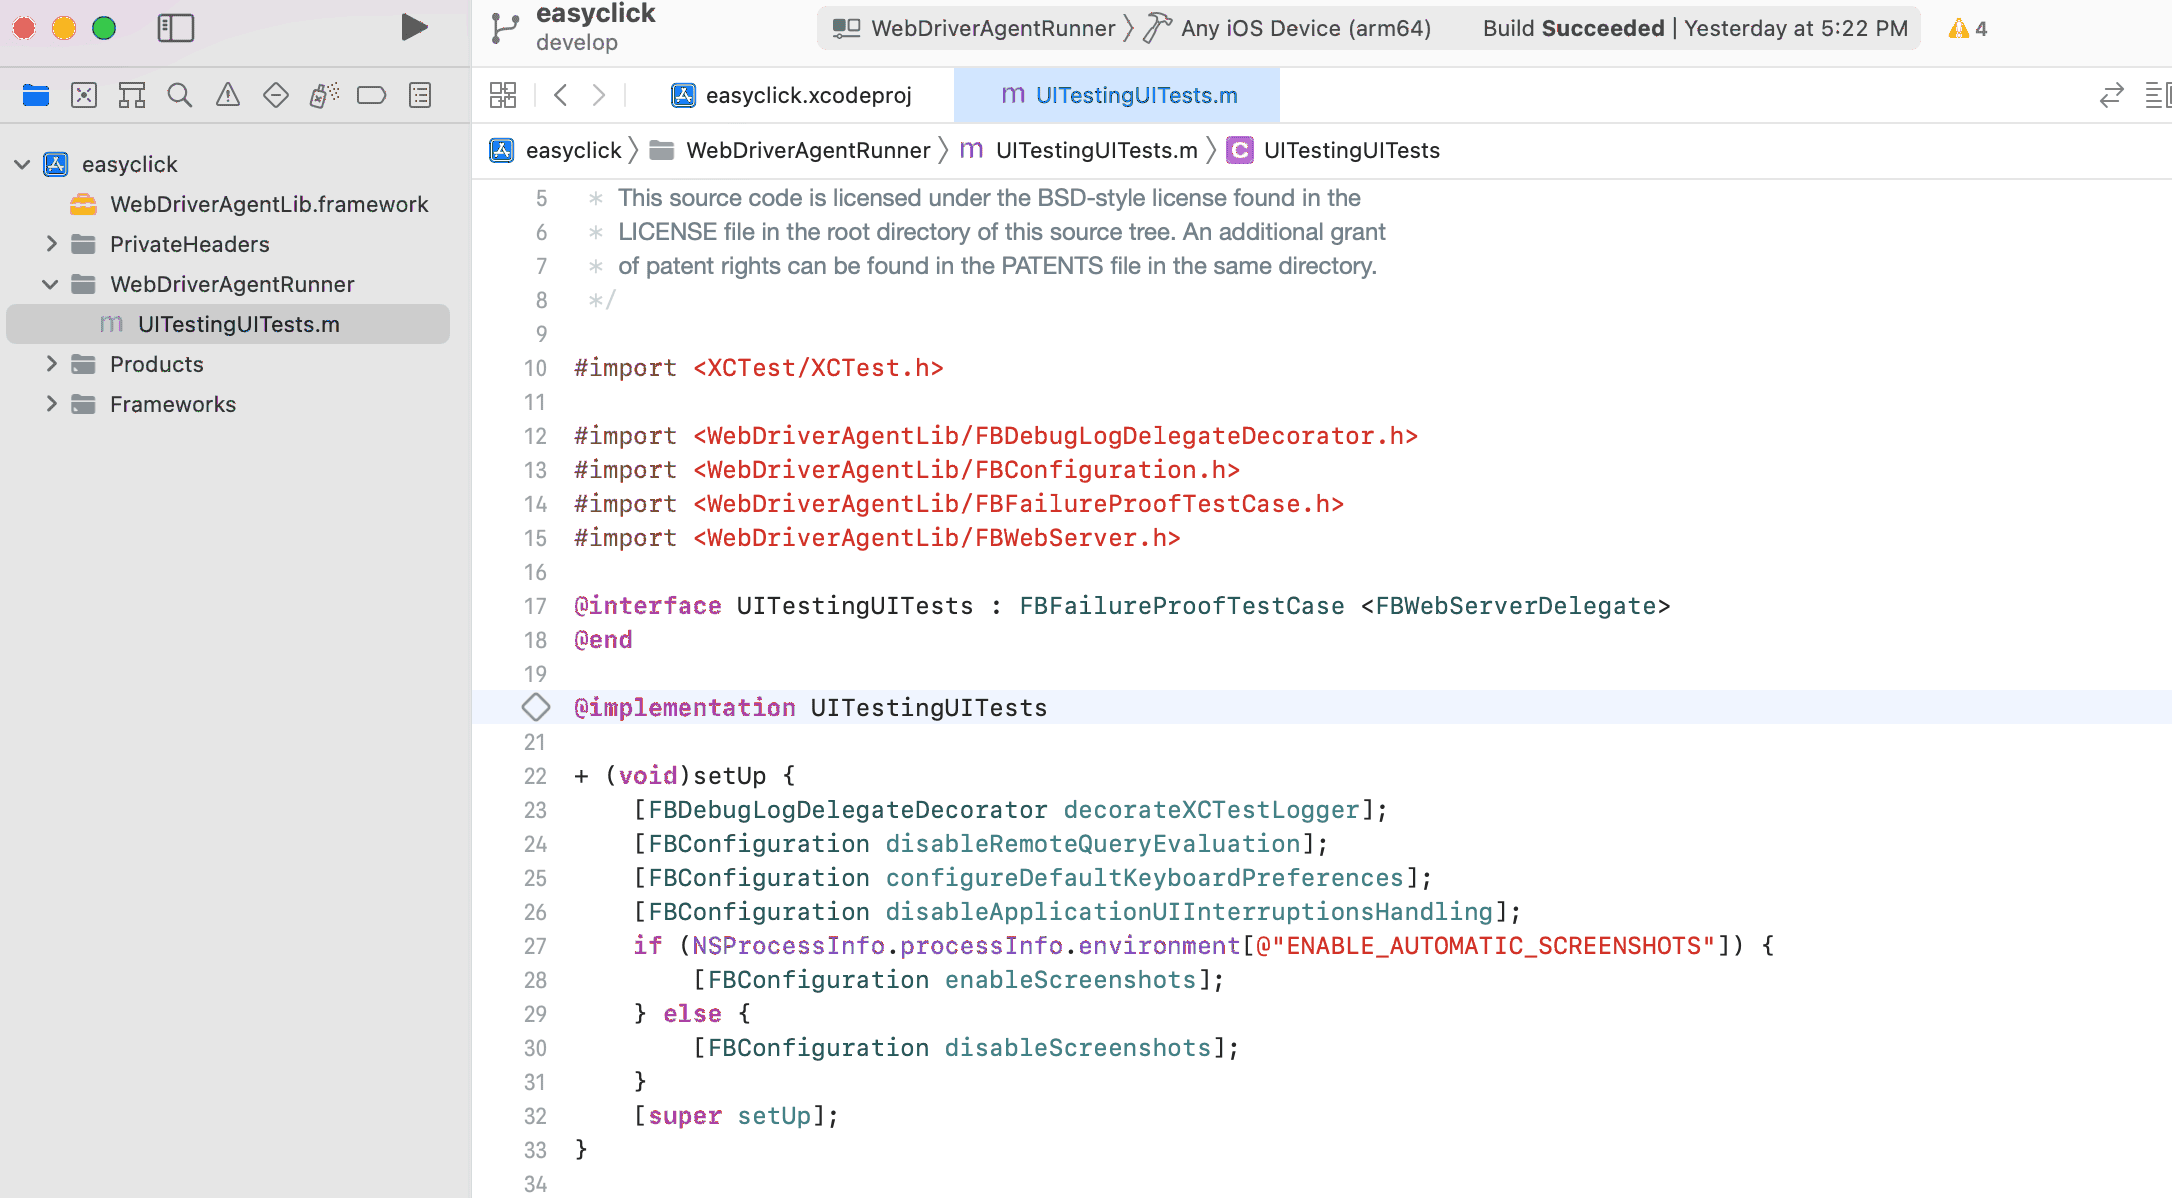 easyclick
develop
WebDriverAgentRunner
Any iOS Device (arm64)
Build Succeeded | Yesterday at 5:22 PM
4
easyclick.xcodeproj
m UITestingUITests.m
easyclick
WebDriverAgentRunner
m UITestingUITests.m
C UITestingUITests
easyclick
WebDriverAgentLib.framework
PrivateHeaders
WebDriverAgentRunner
m UITestingUITests.m
Products
Frameworks
5 * This source code is licensed under the BSD-style license found in the
6 * LICENSE file in the root directory of this source tree. An additional grant
7 * of patent rights can be found in the PATENTS file in the same directory.
8 */
9
10 #import <XCTest/XCTest.h>
11
12 #import <WebDriverAgentLib/FBDebugLogDelegateDecorator.h>
13 #import <WebDriverAgentLib/FBConfiguration.h>
14 #import <WebDriverAgentLib/FBFailureProofTestCase.h>
15 #import <WebDriverAgentLib/FBWebServer.h>
16
17 @interface UITestingUITests : FBFailureProofTestCase <FBWebServerDelegate>
18 @end
19
@implementation UITestingUITests
21
22 + (void)setUp {
23 [FBDebugLogDelegateDecorator decorateXCTestLogger];
24 [FBConfiguration disableRemoteQueryEvaluation];
25 [FBConfiguration configureDefaultKeyboardPreferences];
26 [FBConfiguration disableApplicationUIInterruptionsHandling];
27 if (NSProcessInfo.processInfo.environment[@"ENABLE_AUTOMATIC_SCREENSHOTS"]) {
28 [FBConfiguration enableScreenshots];
29 } else {
30 [FBConfiguration disableScreenshots];
31 }
32 [super setUp];
33 }
34